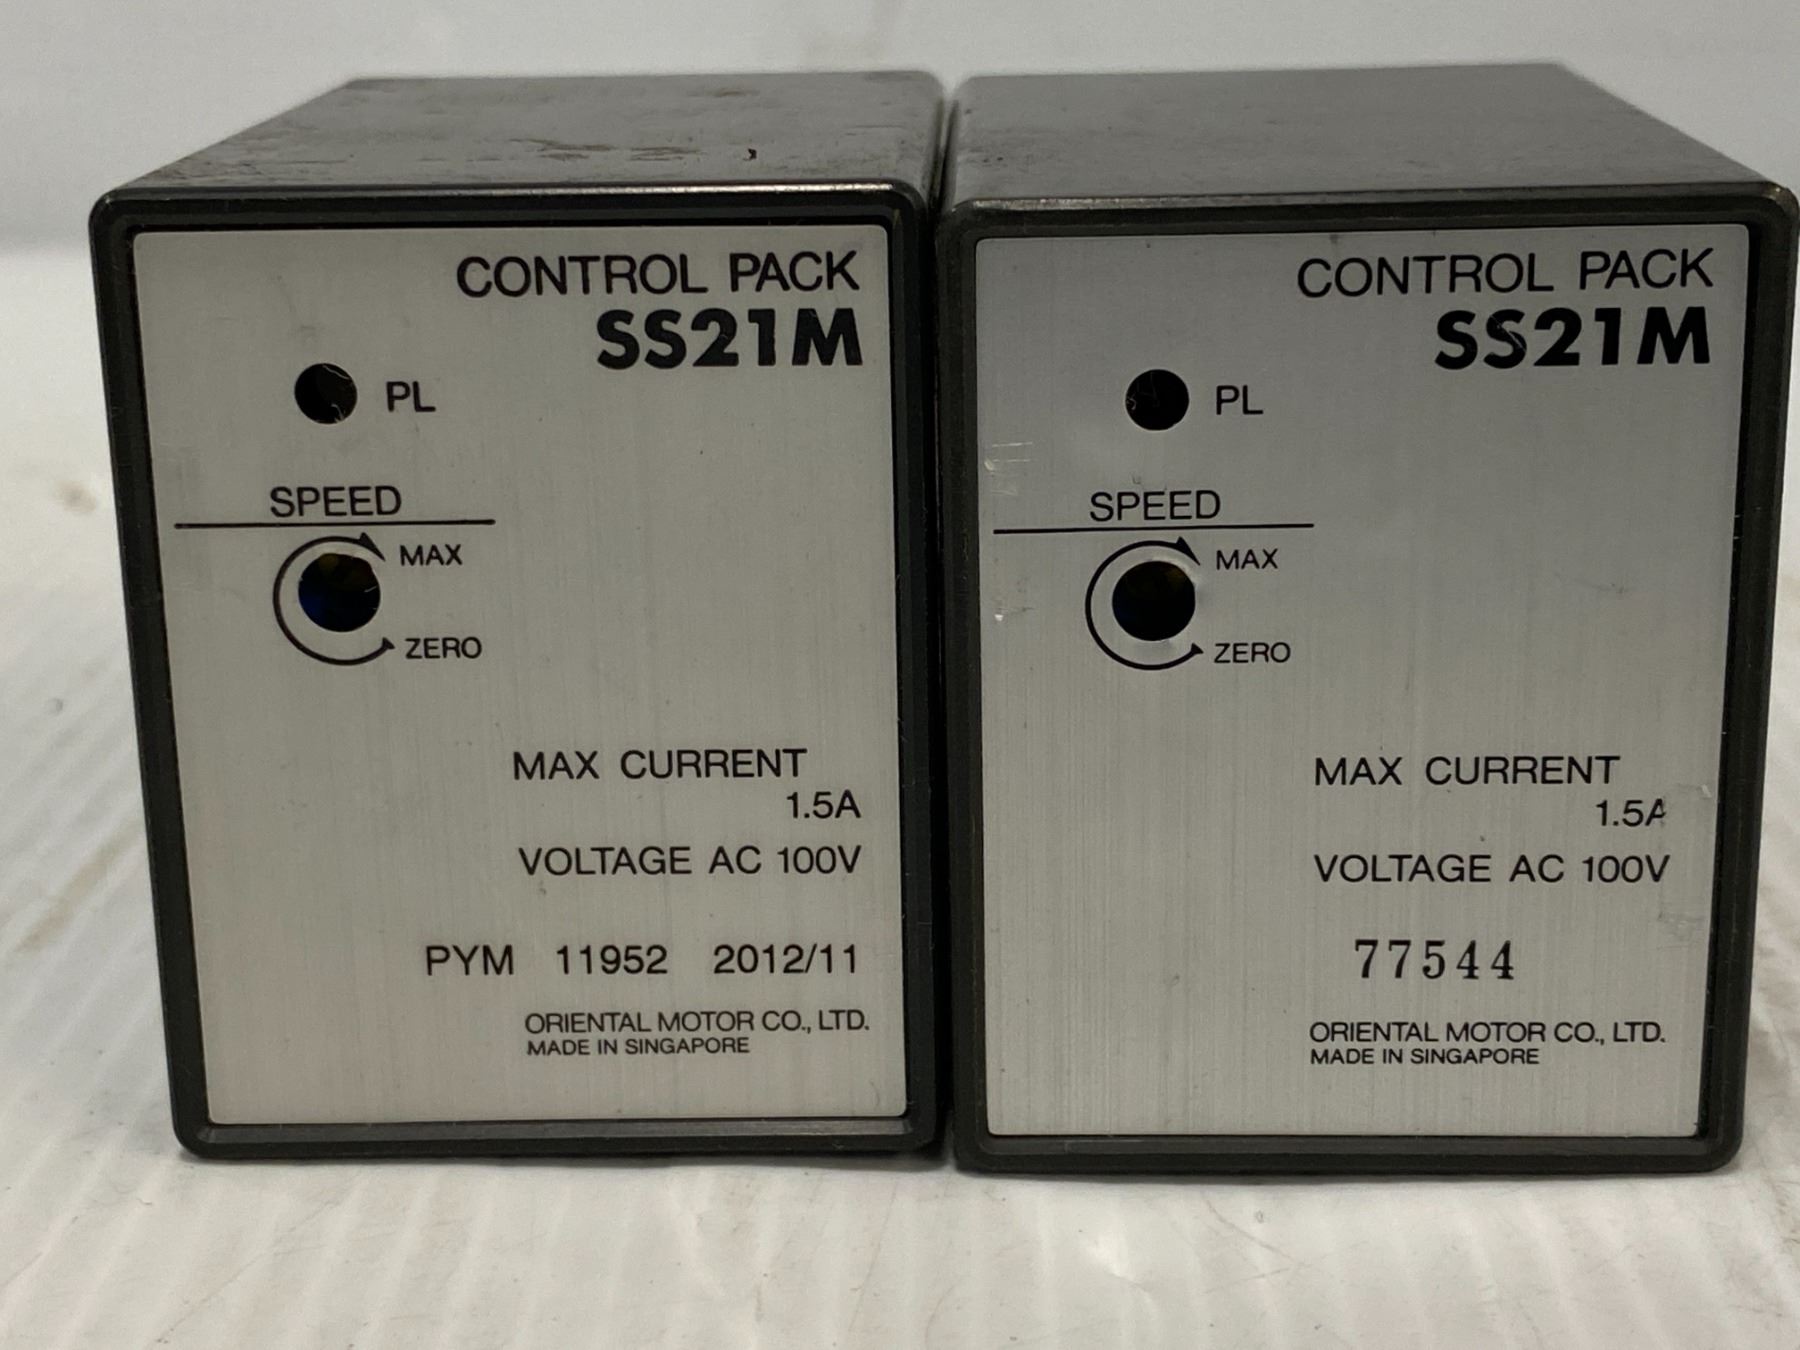 CONTROL PACK
SS21M
PL
SPEED
MAX
ZERO
MAX CURRENT
1.5A
VOLTAGE AC 100V
PYM 11952 2012/11
ORIENTAL MOTOR CO., LTD.
MADE IN SINGAPORE
CONTROL PACK
SS21M
PL
SPEED
MAX
ZERO
MAX CURRENT
1.5A
VOLTAGE AC 100V
77544
ORIENTAL MOTOR CO., LTD.
MADE IN SINGAPORE